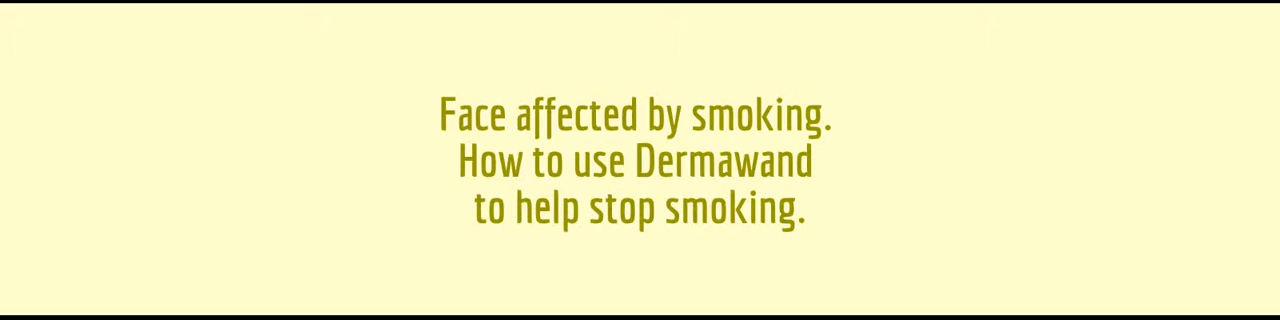 Face affected by smoking.
How to use Dermawand
to help stop smoking.